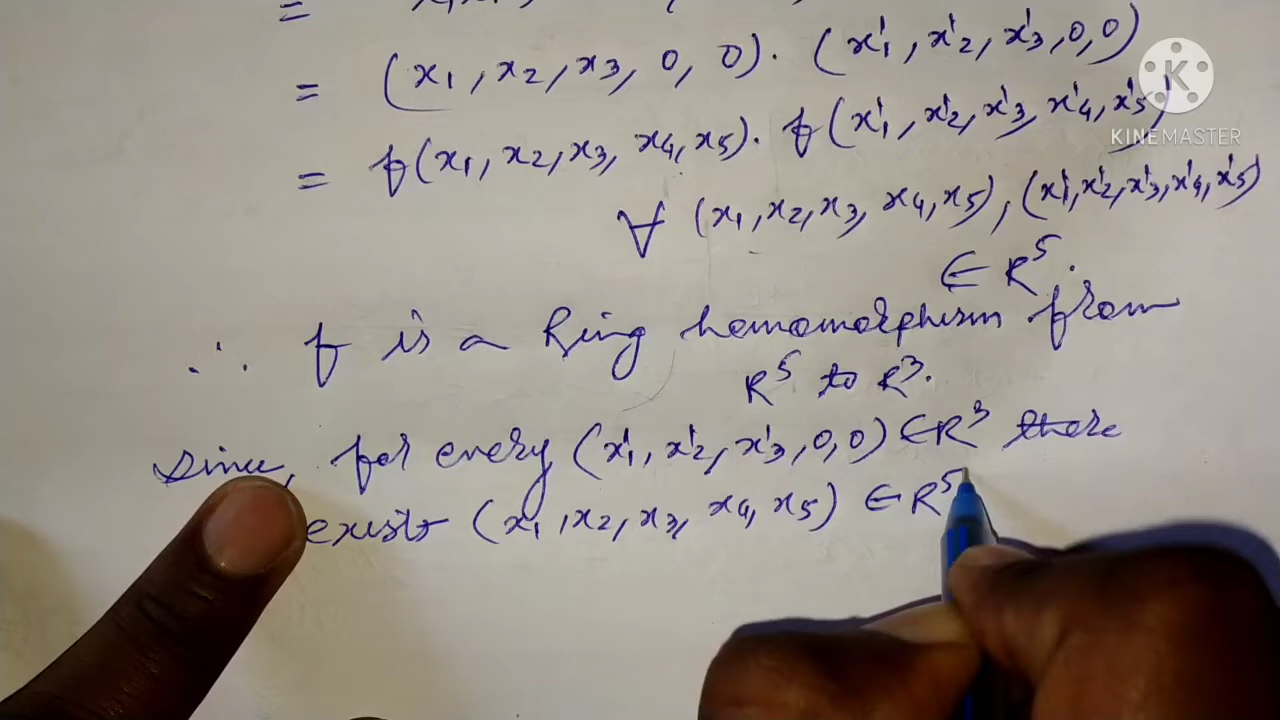 =
= (x1, x2, x3, 0, 0). (x'1, x'2, x'3, 0, 0)
= f(x1, x2, x3, x4, x5). f(x'1, x'2, x'3, x'4, x'5)
∀ (x1, x2, x3, x4, x5), (x'1, x'2, x'3, x'4, x'5)
∈ R⁵.
∴ f is a Ring homomorphism from
R⁵ to R³.
since, for every (x'1, x'2, x'3, 0, 0) ∈ R³ there
exists (x1, x2, x3, x4, x5) ∈ R⁵
KINEMASTER